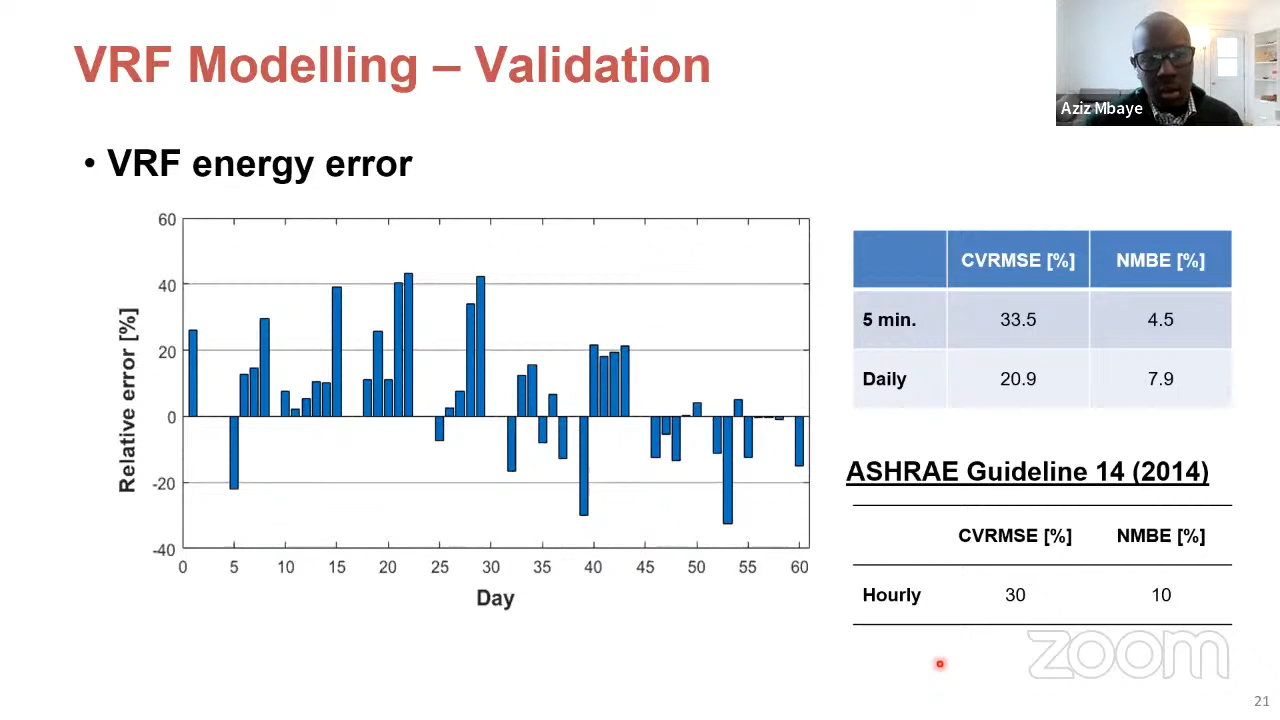 VRF Modelling – Validation
Aziz Mbaye
• VRF energy error
60
40
20
0
-20
-40
Relative error [%]
0 5 10 15 20 25 30 35 40 45 50 55 60
Day
CVRMSE [%] NMBE [%]
5 min. 33.5 4.5
Daily 20.9 7.9
ASHRAE Guideline 14 (2014)
CVRMSE [%] NMBE [%]
Hourly 30 10
zoom
21